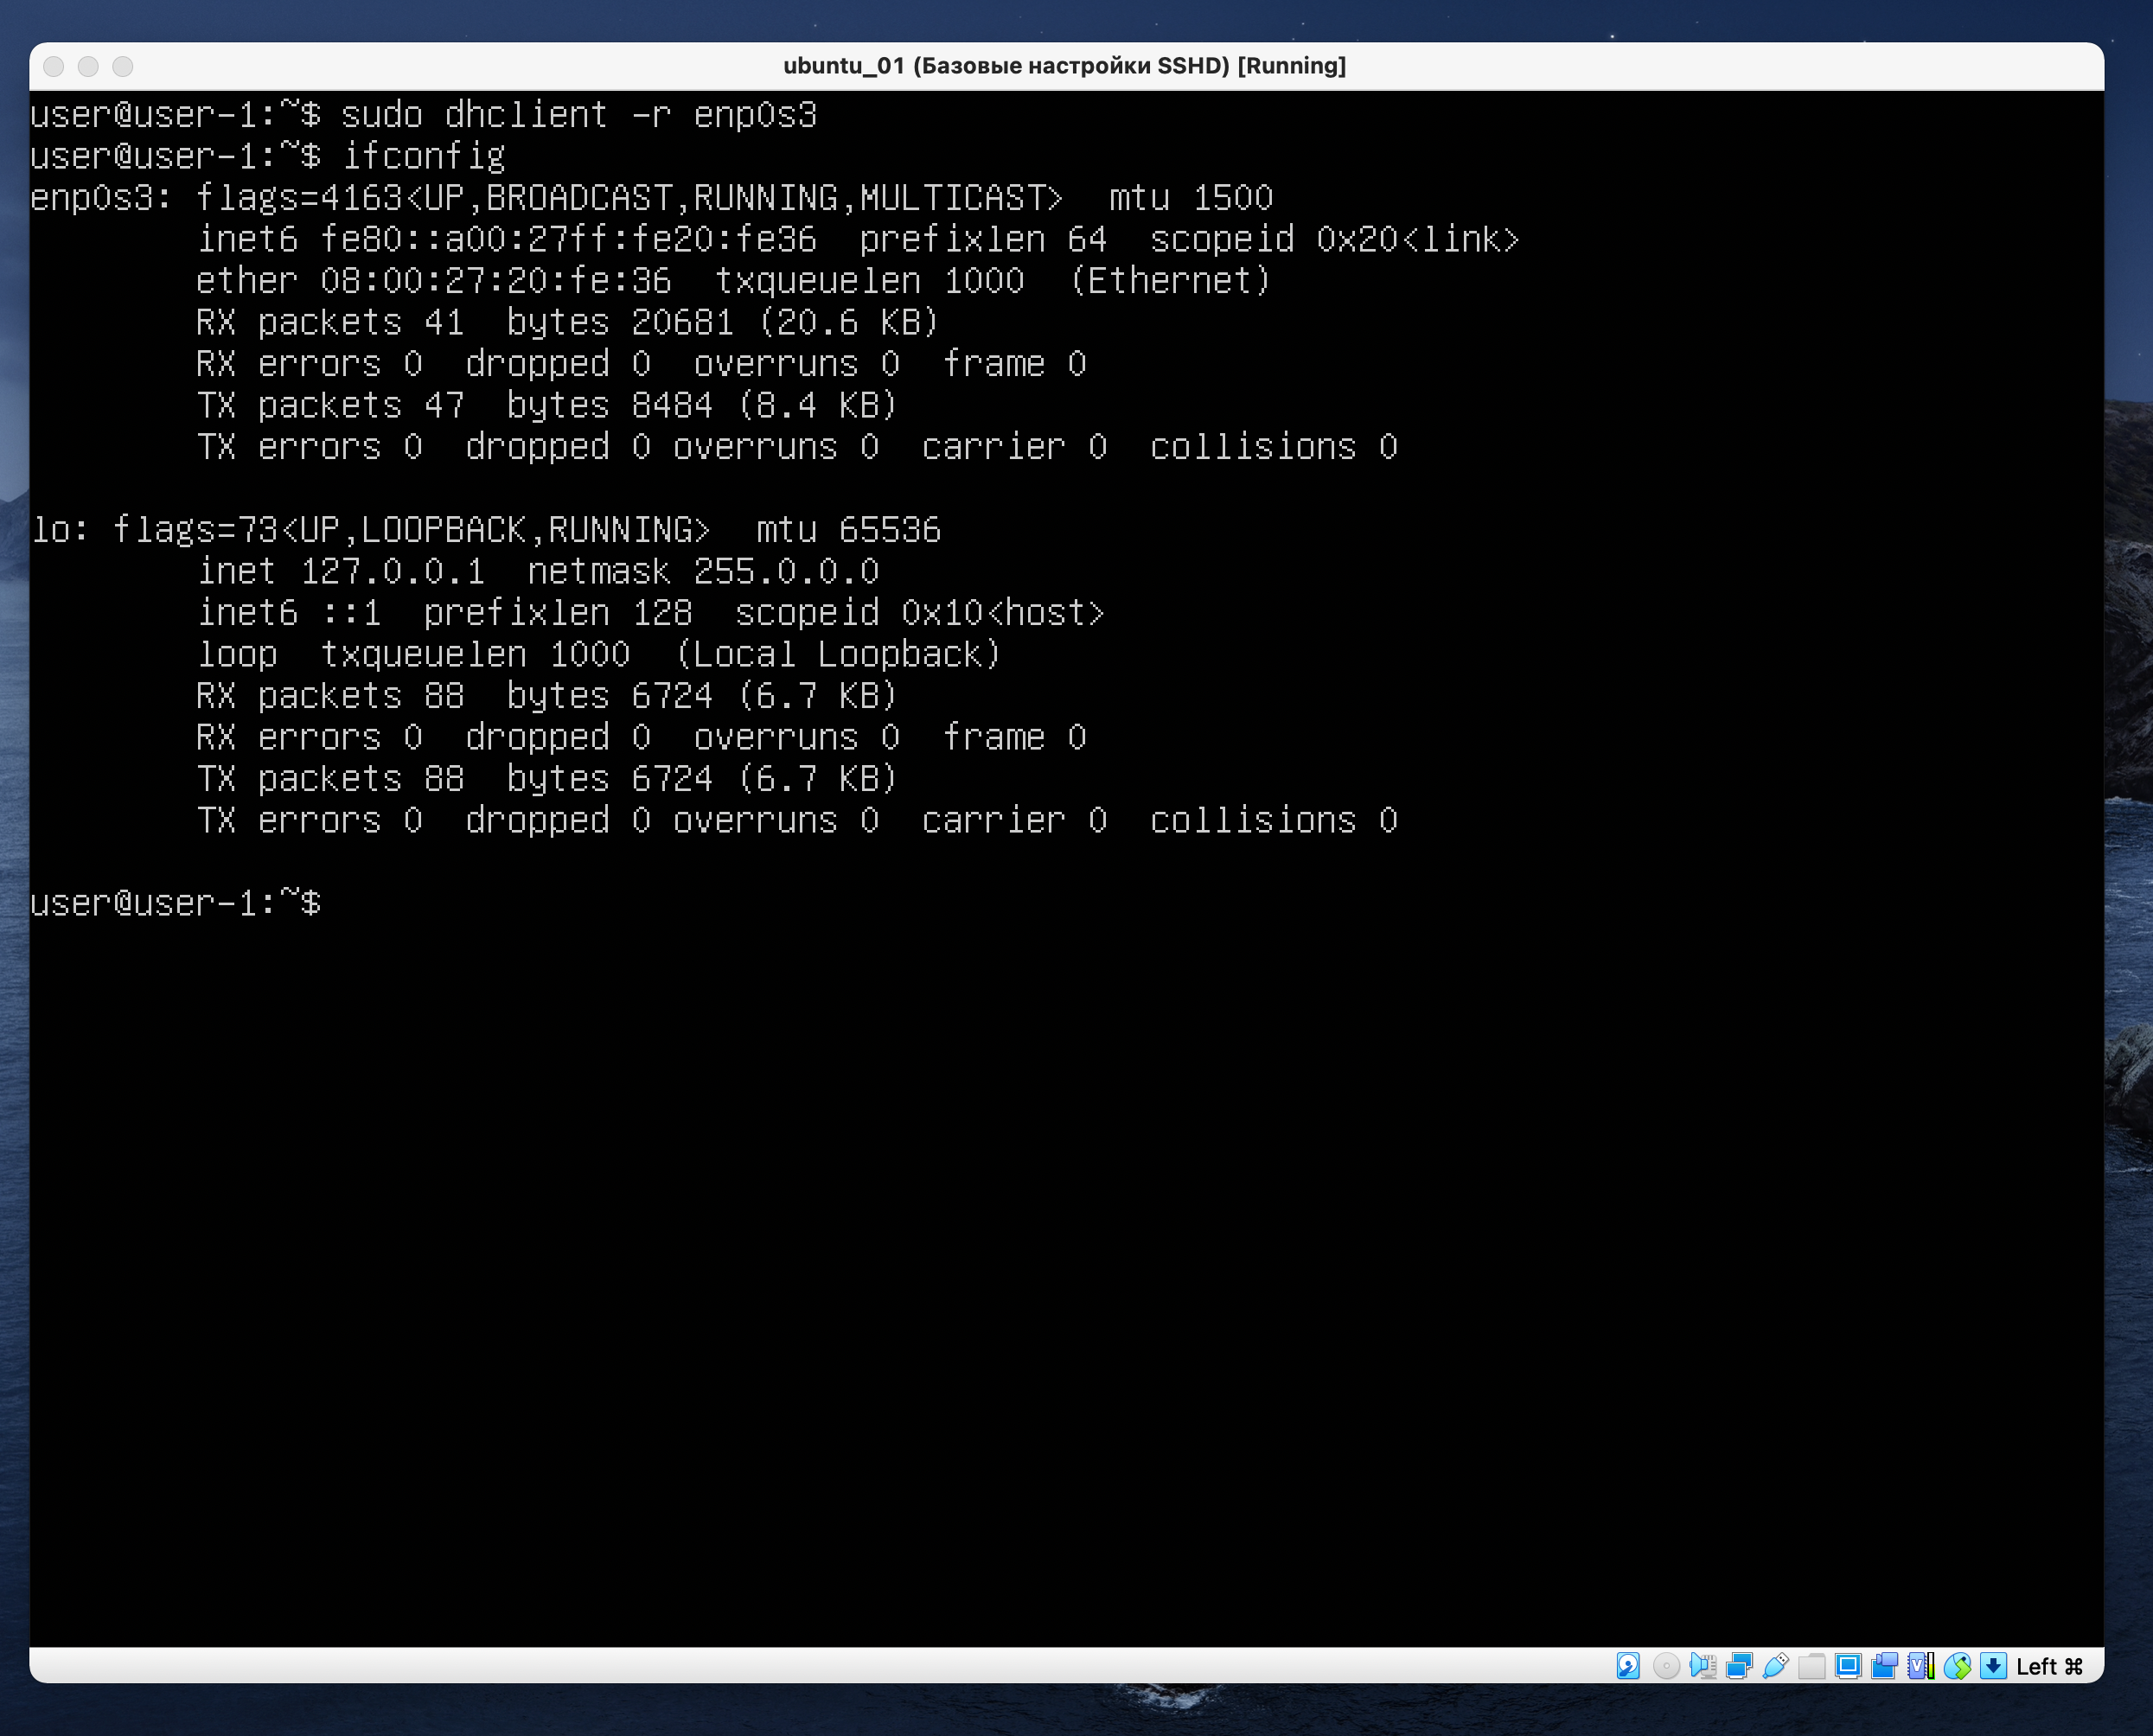 ubuntu_01 (Базовые настройки SSHD) [Running]
user@user-1:~$ sudo dhclient -r enp0s3
user@user-1:~$ ifconfig
enp0s3: flags=4163<UP,BROADCAST,RUNNING,MULTICAST>  mtu 1500
        inet6 fe80::a00:27ff:fe20:fe36  prefixlen 64  scopeid 0x20<link>
        ether 08:00:27:20:fe:36  txqueuelen 1000  (Ethernet)
        RX packets 41  bytes 20681 (20.6 KB)
        RX errors 0  dropped 0  overruns 0  frame 0
        TX packets 47  bytes 8484 (8.4 KB)
        TX errors 0  dropped 0 overruns 0  carrier 0  collisions 0
lo: flags=73<UP,LOOPBACK,RUNNING>  mtu 65536
        inet 127.0.0.1  netmask 255.0.0.0
        inet6 ::1  prefixlen 128  scopeid 0x10<host>
        loop  txqueuelen 1000  (Local Loopback)
        RX packets 88  bytes 6724 (6.7 KB)
        RX errors 0  dropped 0  overruns 0  frame 0
        TX packets 88  bytes 6724 (6.7 KB)
        TX errors 0  dropped 0 overruns 0  carrier 0  collisions 0
user@user-1:~$
Left ⌘